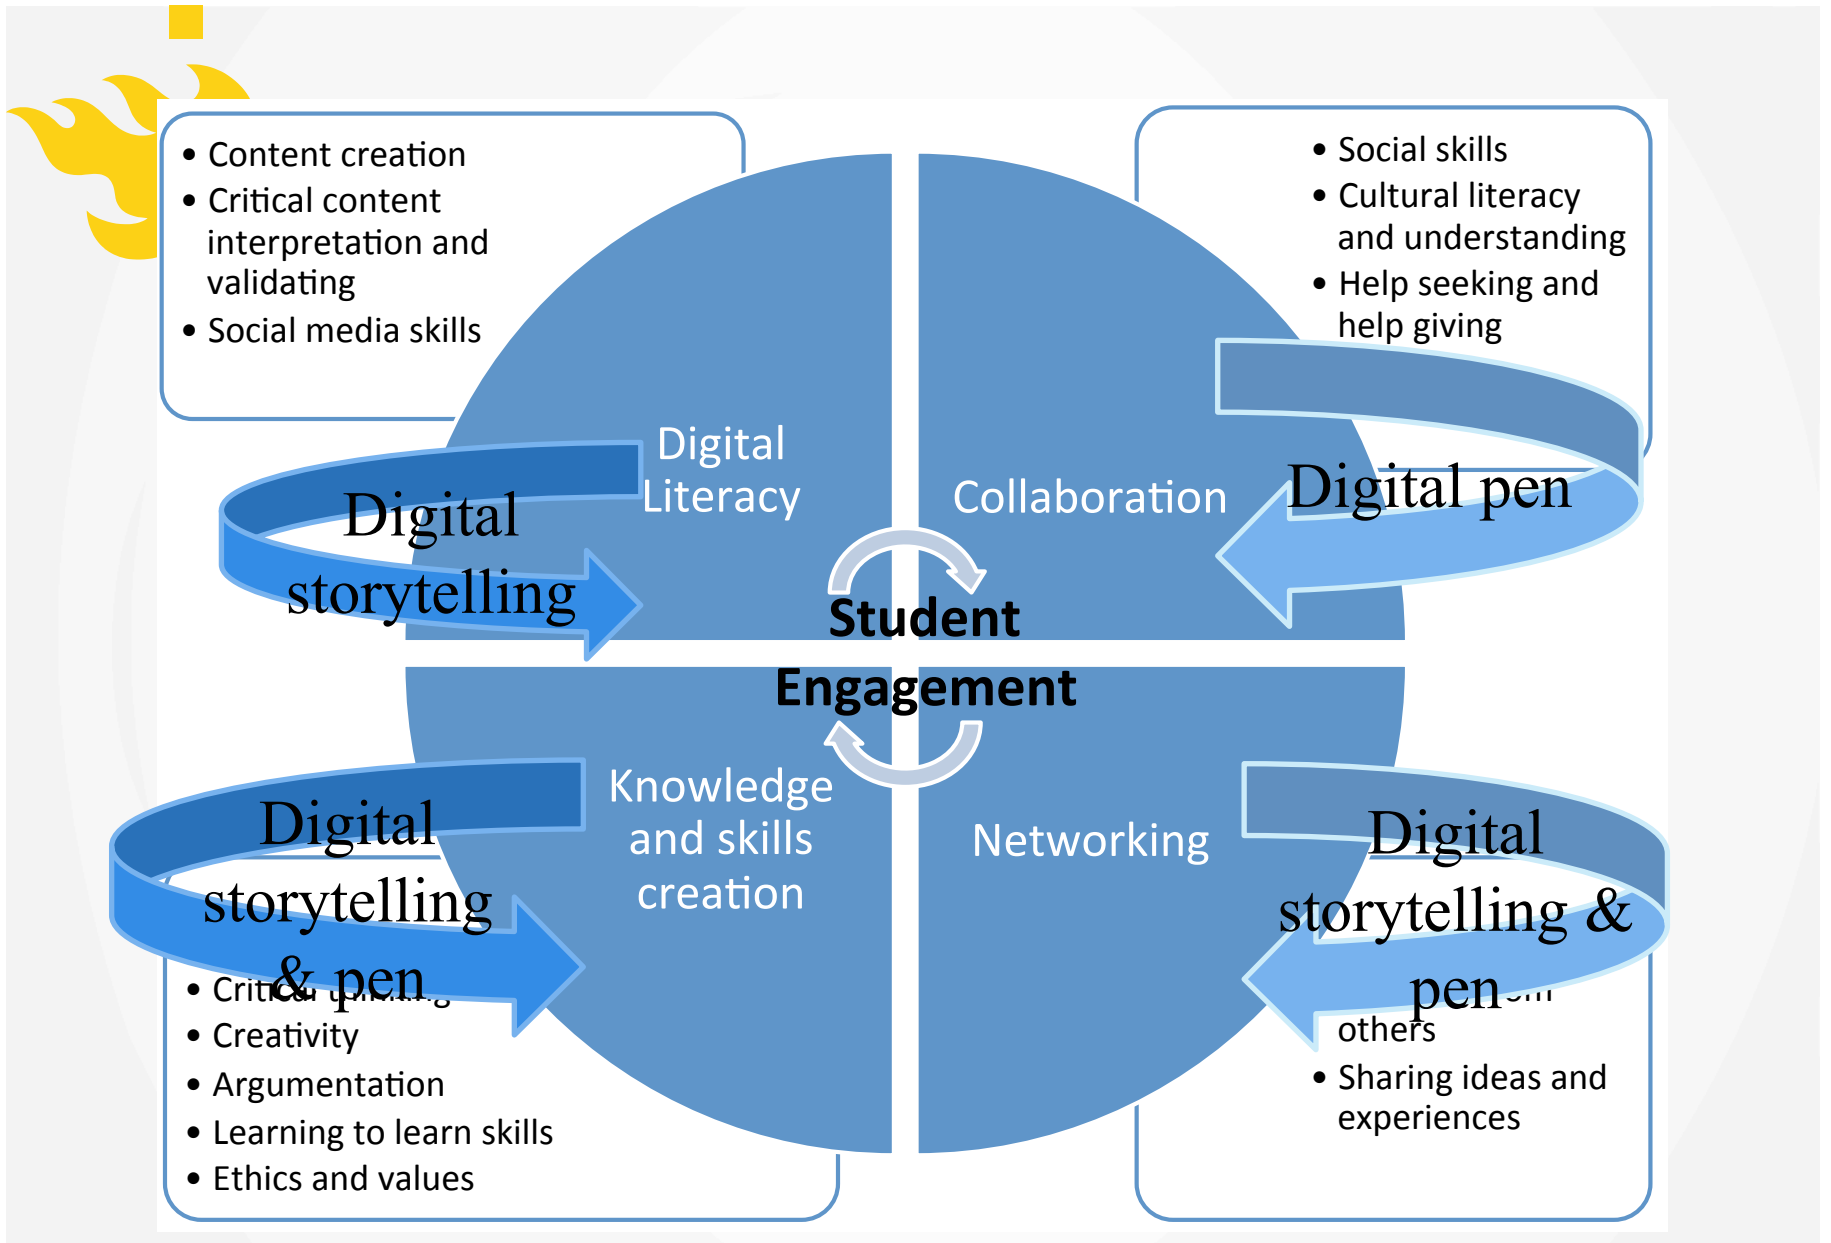 • Content creation
• Critical content
interpretation and
validating
• Social media skills
• Social skills
• Cultural literacy
and understanding
• Help seeking and
help giving
Digital
Literacy
Collaboration
Digital
storytelling
Digital pen
Student
Engagement
Knowledge
and skills
creation
Networking
Digital
storytelling
& pen
Digital
storytelling &
pen
• Critical thinking
• Creativity
• Argumentation
• Learning to learn skills
• Ethics and values
others
• Sharing ideas and
experiences